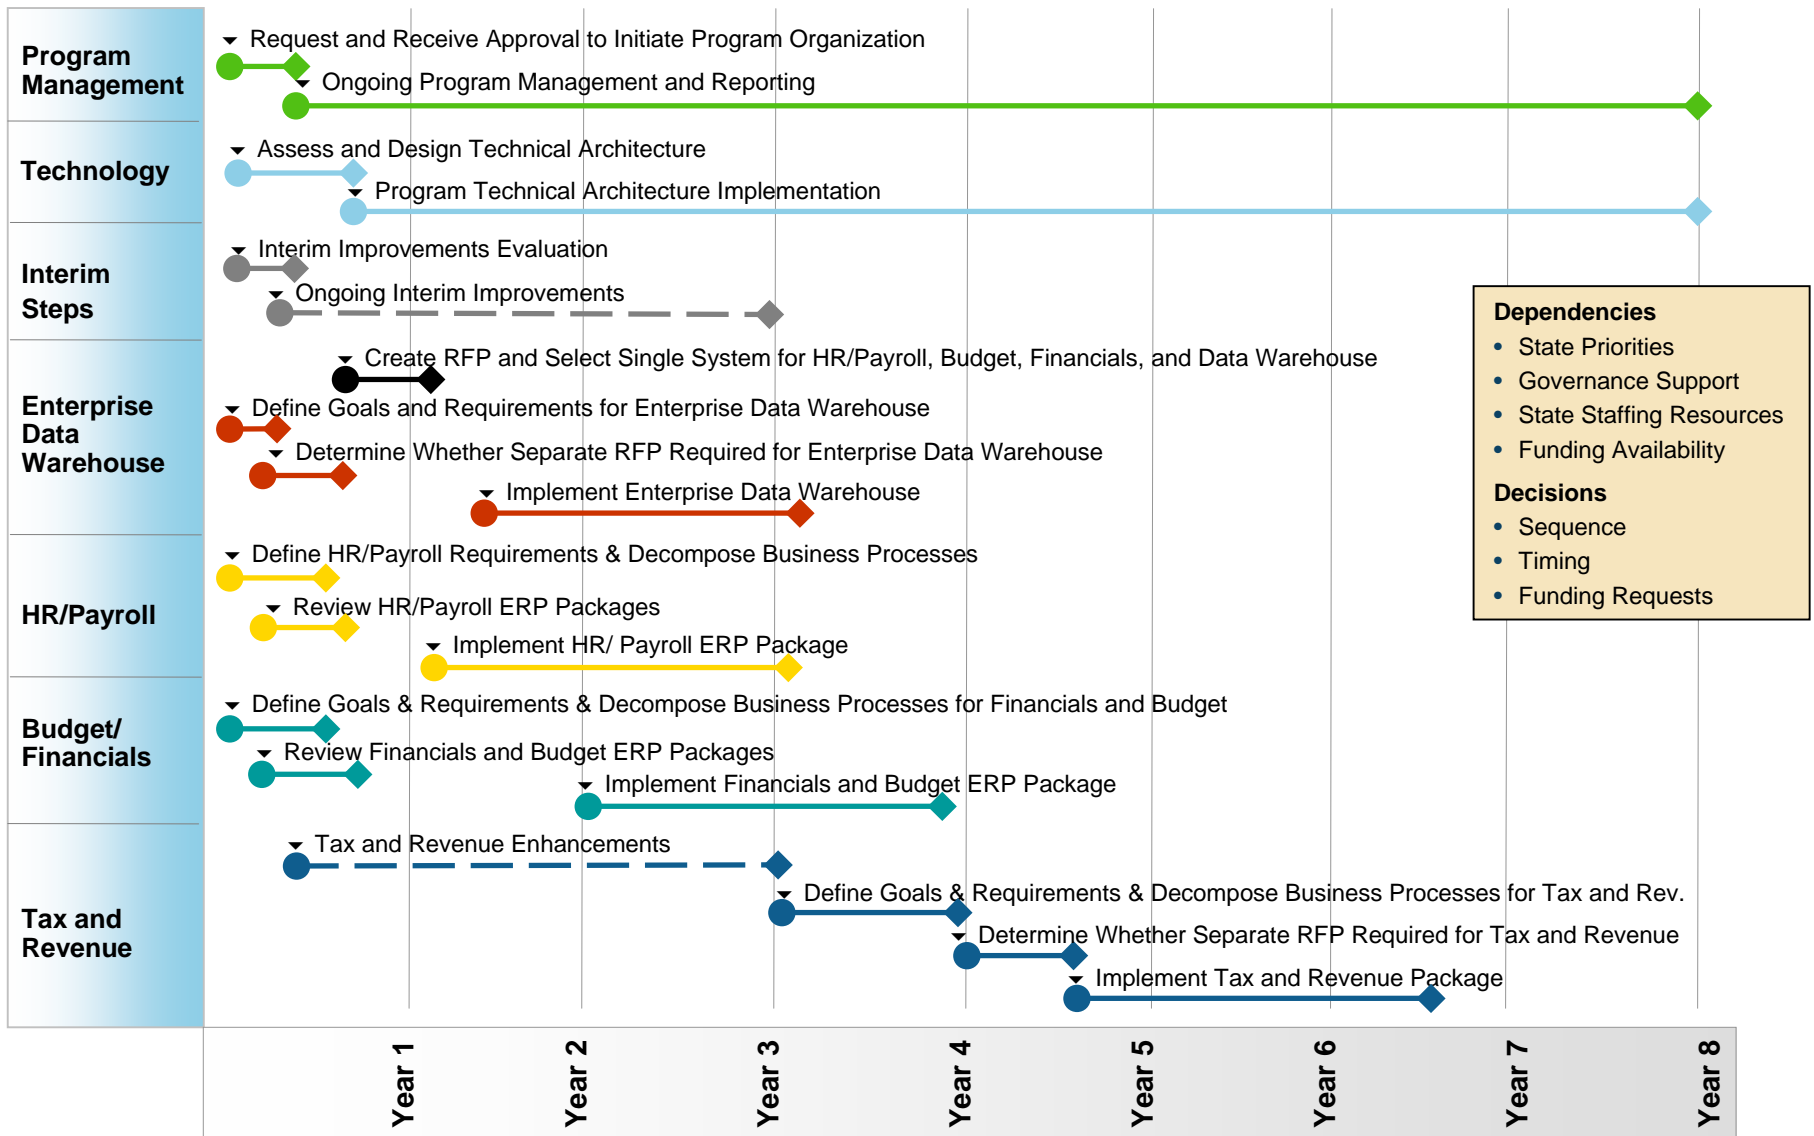 Program
Management
Request and Receive Approval to Initiate Program Organization
Ongoing Program Management and Reporting
Technology
Assess and Design Technical Architecture
Program Technical Architecture Implementation
Interim
Steps
Interim Improvements Evaluation
Ongoing Interim Improvements
Enterprise
Data
Warehouse
Create RFP and Select Single System for HR/Payroll, Budget, Financials, and Data Warehouse
Define Goals and Requirements for Enterprise Data Warehouse
Determine Whether Separate RFP Required for Enterprise Data Warehouse
Implement Enterprise Data Warehouse
HR/Payroll
Define HR/Payroll Requirements & Decompose Business Processes
Review HR/Payroll ERP Packages
Implement HR/ Payroll ERP Package
Budget/
Financials
Define Goals & Requirements & Decompose Business Processes for Financials and Budget
Review Financials and Budget ERP Packages
Implement Financials and Budget ERP Package
Tax and
Revenue
Tax and Revenue Enhancements
Define Goals & Requirements & Decompose Business Processes for Tax and Rev.
Determine Whether Separate RFP Required for Tax and Revenue
Implement Tax and Revenue Package
Dependencies
• State Priorities
• Governance Support
• State Staffing Resources
• Funding Availability
Decisions
• Sequence
• Timing
• Funding Requests
Year 1
Year 2
Year 3
Year 4
Year 5
Year 6
Year 7
Year 8